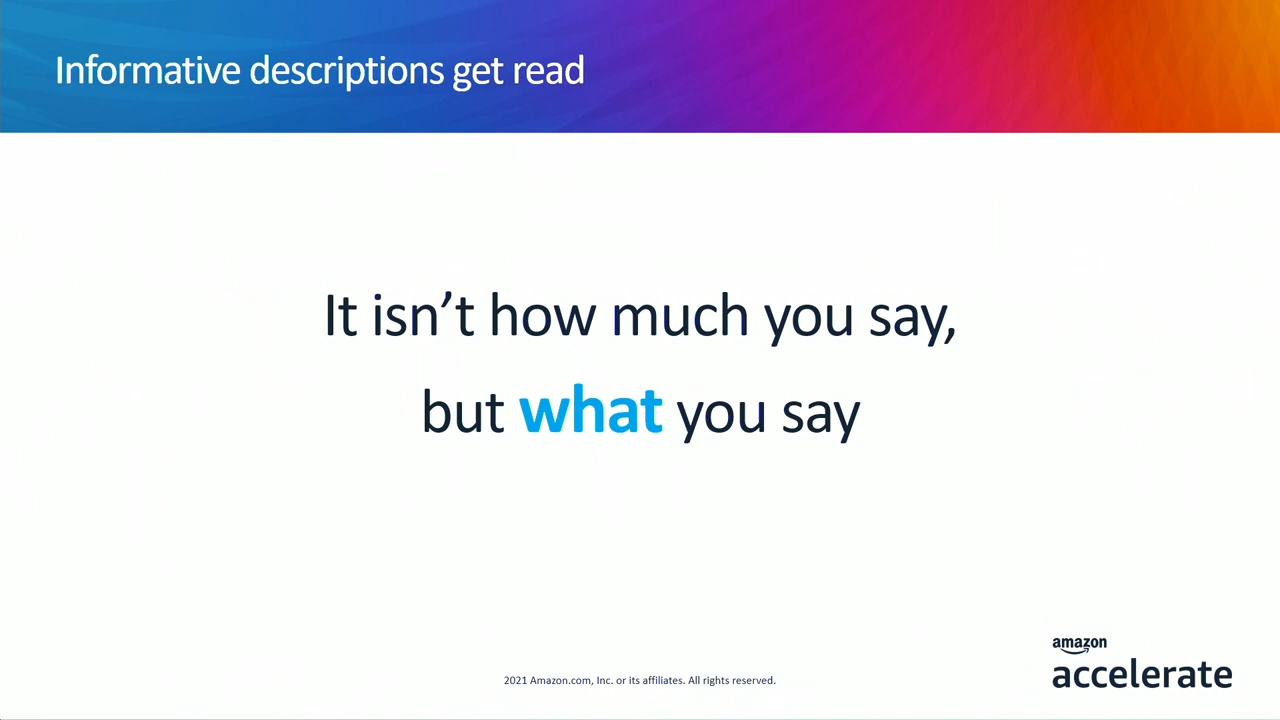 Informative descriptions get read
It isn’t how much you say,
but what you say
amazon
accelerate
2021 Amazon.com, Inc. or its affiliates. All rights reserved.